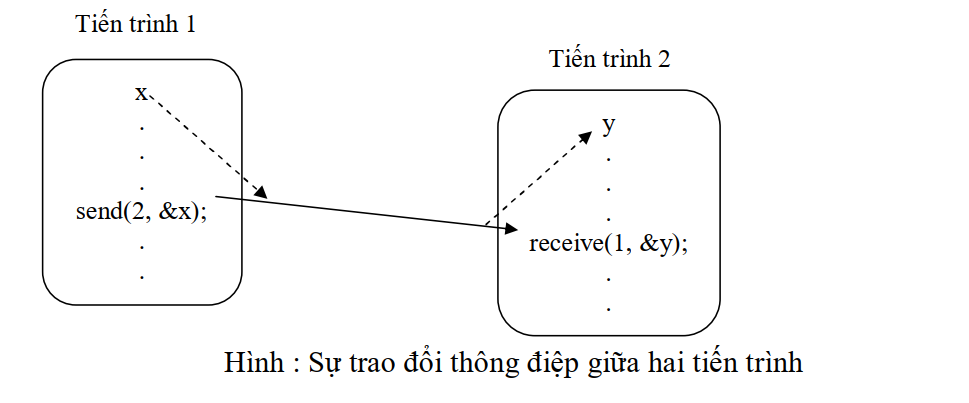 Tiến trình 1
x
.
.
.
send(2, &x);
.
.
Tiến trình 2
y
.
.
.
receive(1, &y);
.
.
Hình : Sự trao đổi thông điệp giữa hai tiến trình